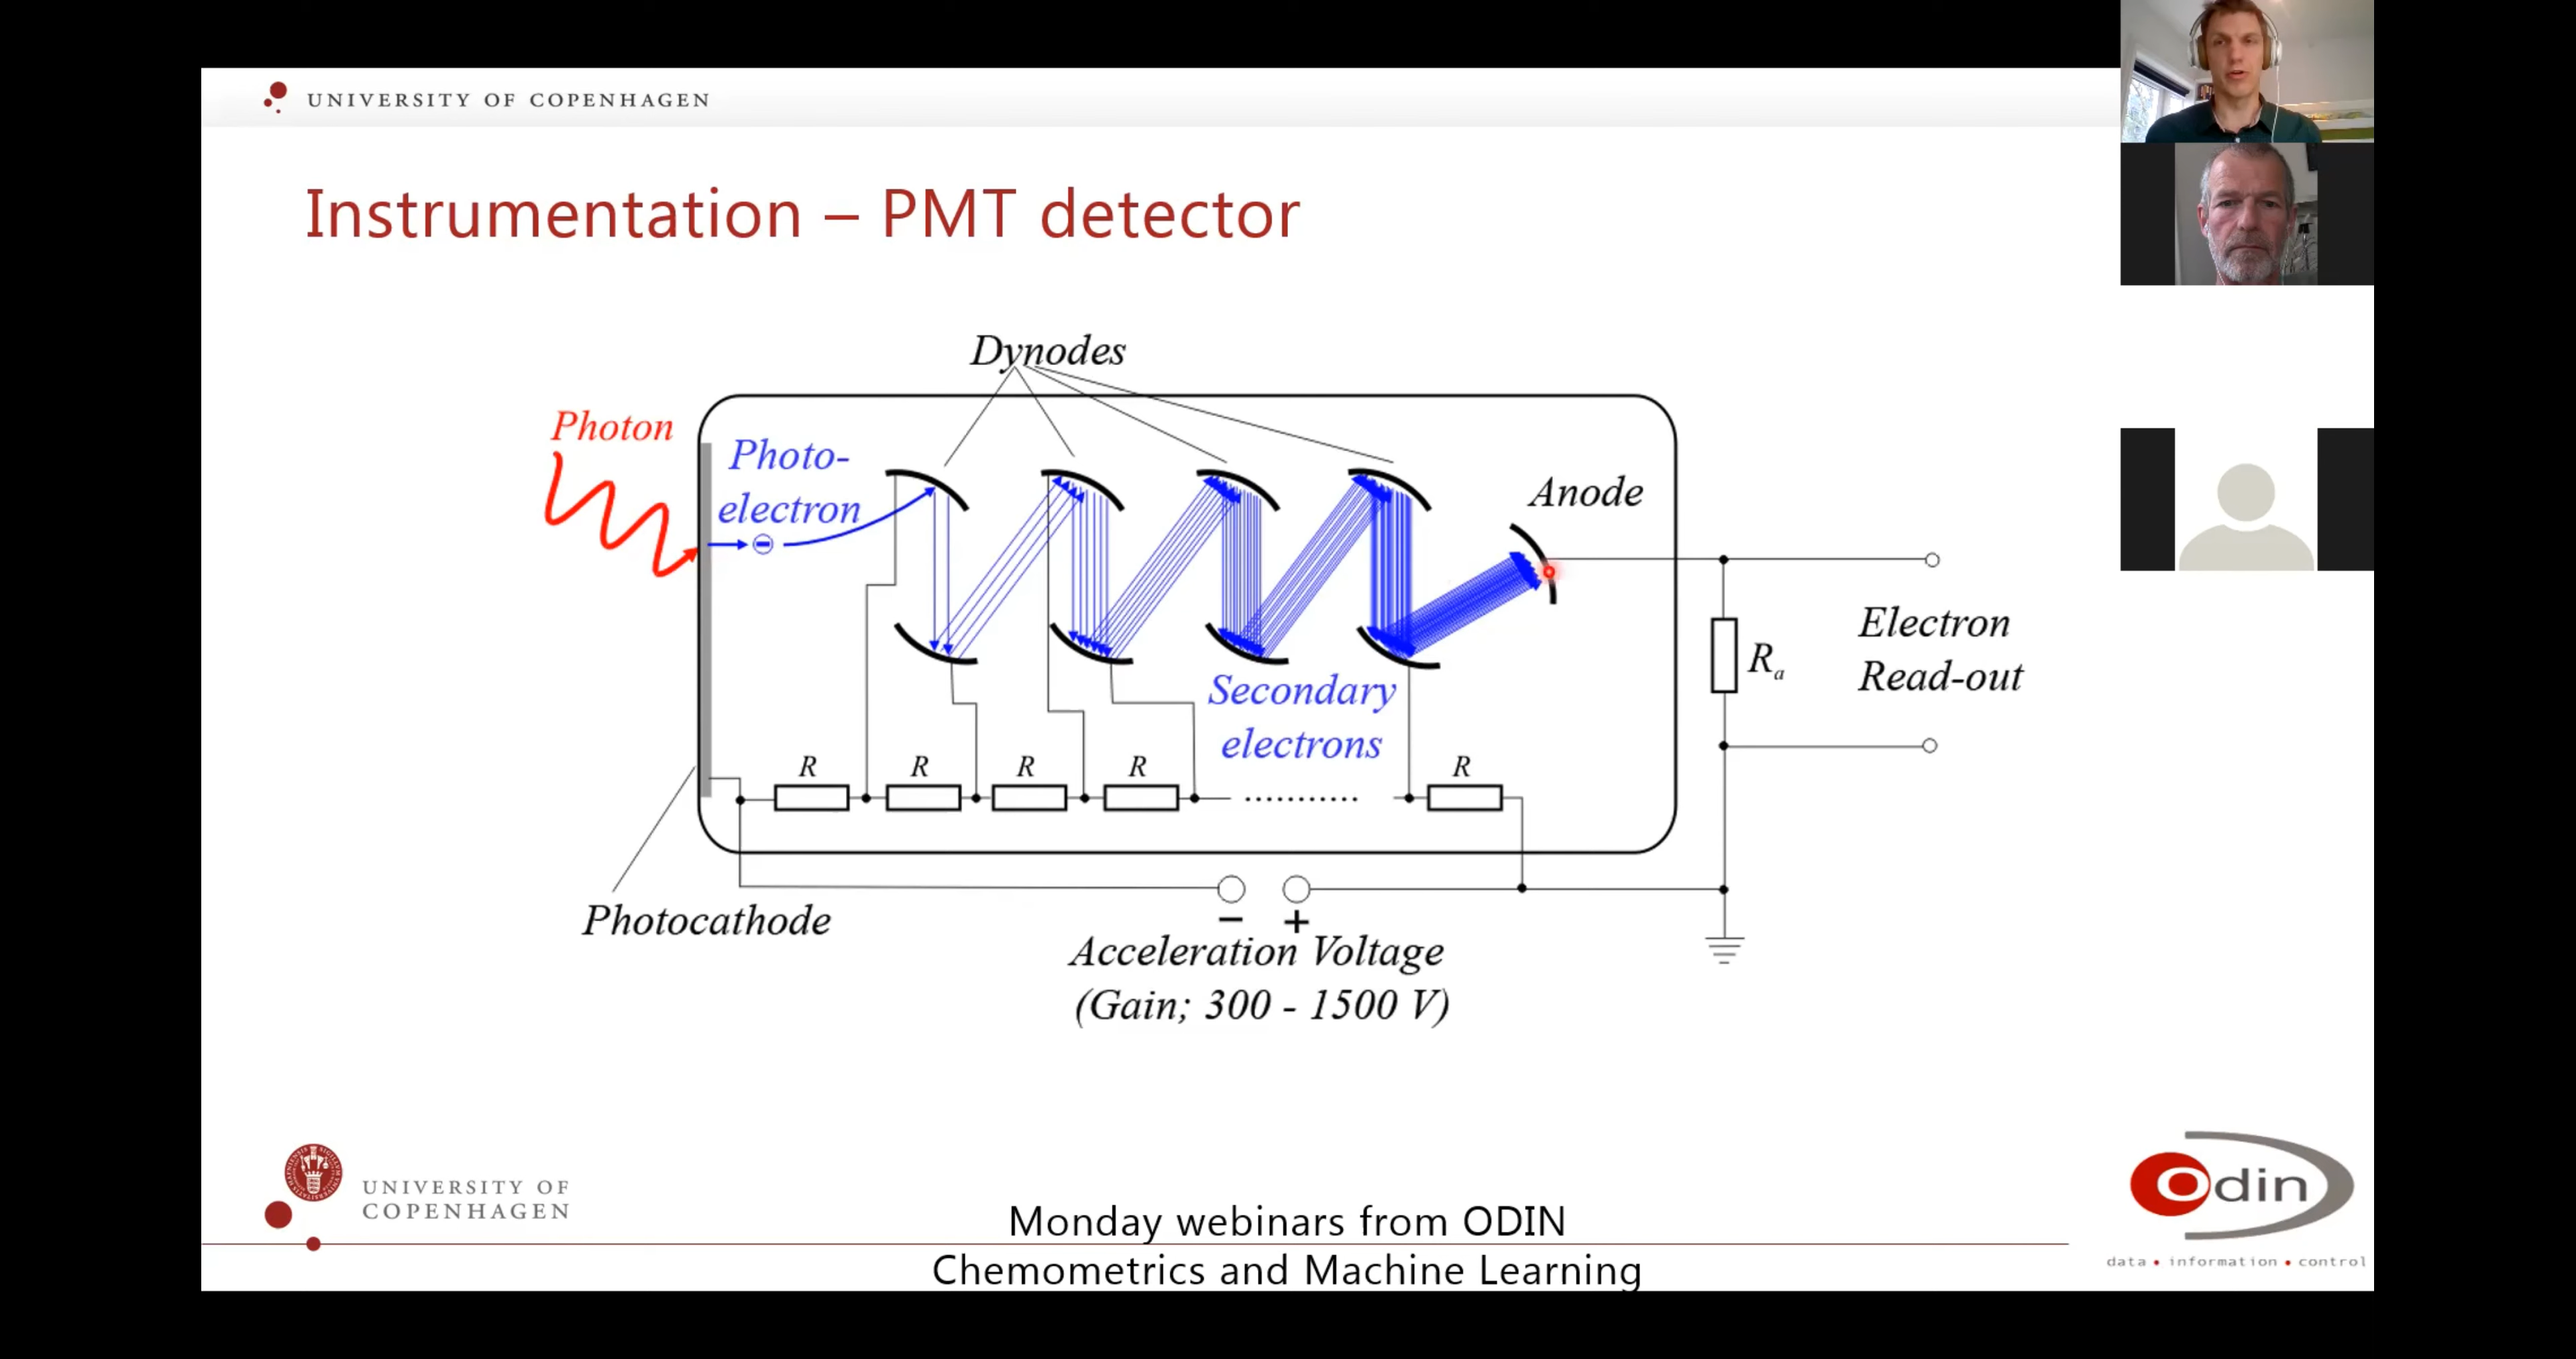 UNIVERSITY OF COPENHAGEN
Instrumentation – PMT detector
Dynodes
Photon
Photo-
electron
Anode
Electron
Read-out
R
a
Secondary
electrons
R
R
R
R
R
Photocathode
− +
Acceleration Voltage
(Gain; 300 - 1500 V)
UNIVERSITY OF
COPENHAGEN
Monday webinars from ODIN
Chemometrics and Machine Learning
Odin
data • information • control